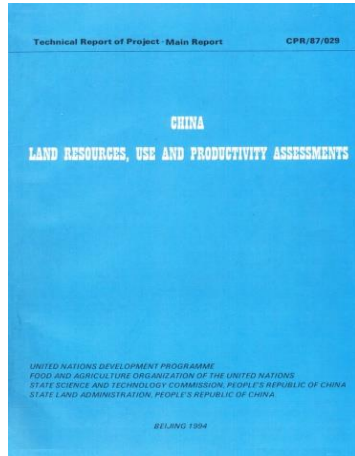 Technical Report of Project · Main Report CPR/87/029
CHINA
LAND RESOURCES, USE AND PRODUCTIVITY ASSESSMENTS
UNITED NATIONS DEVELOPMENT PROGRAMME
FOOD AND AGRICULTURE ORGANIZATION OF THE UNITED NATIONS
STATE SCIENCE AND TECHNOLOGY COMMISSION, PEOPLE'S REPUBLIC OF CHINA
STATE LAND ADMINISTRATION, PEOPLE'S REPUBLIC OF CHINA
BEIJING 1994